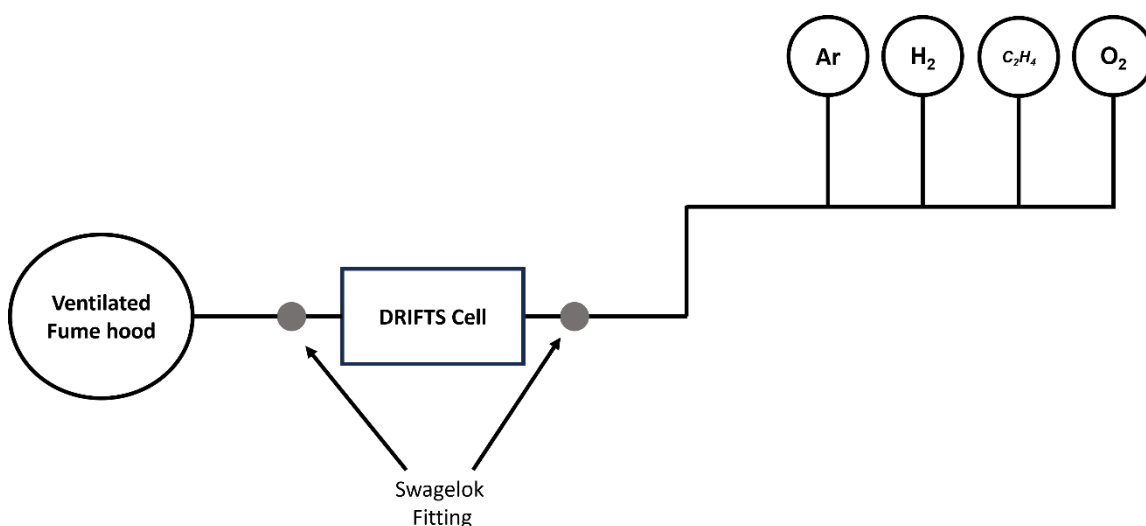 Ar
H₂
C₂H₄
O₂
Ventilated
Fume hood
DRIFTS Cell
Swagelok
Fitting